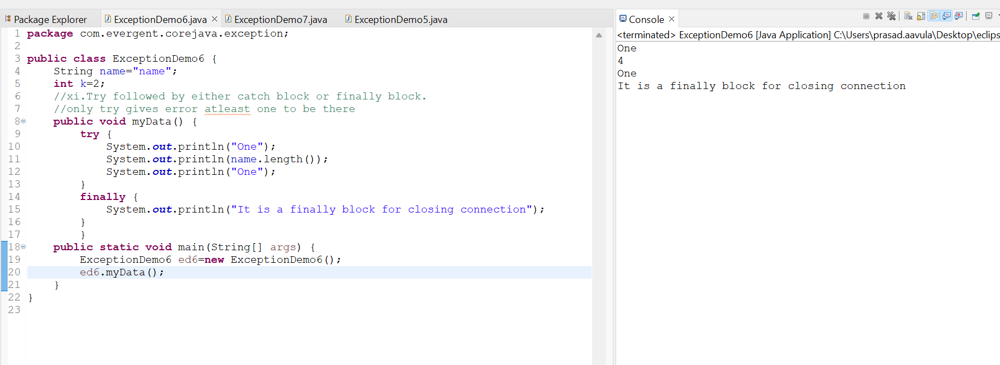 Package Explorer
ExceptionDemo6.java
ExceptionDemo7.java
ExceptionDemo5.java
1 package com.evergent.corejava.exception;
2
3 public class ExceptionDemo6 {
4 String name="name";
5 int k=2;
6 //xi.Try followed by either catch block or finally block.
7 //only try gives error atleast one to be there
8 public void myData() {
9 try {
10 System.out.println("One");
11 System.out.println(name.length());
12 System.out.println("One");
13 }
14 finally {
15 System.out.println("It is a finally block for closing connection");
16 }
17 }
18 public static void main(String[] args) {
19 ExceptionDemo6 ed6=new ExceptionDemo6();
20 ed6.myData();
21 }
22 }
23
Console
<terminated> ExceptionDemo6 [Java Application] C:\Users\prasad.aavula\Desktop\eclips
One
4
One
It is a finally block for closing connection